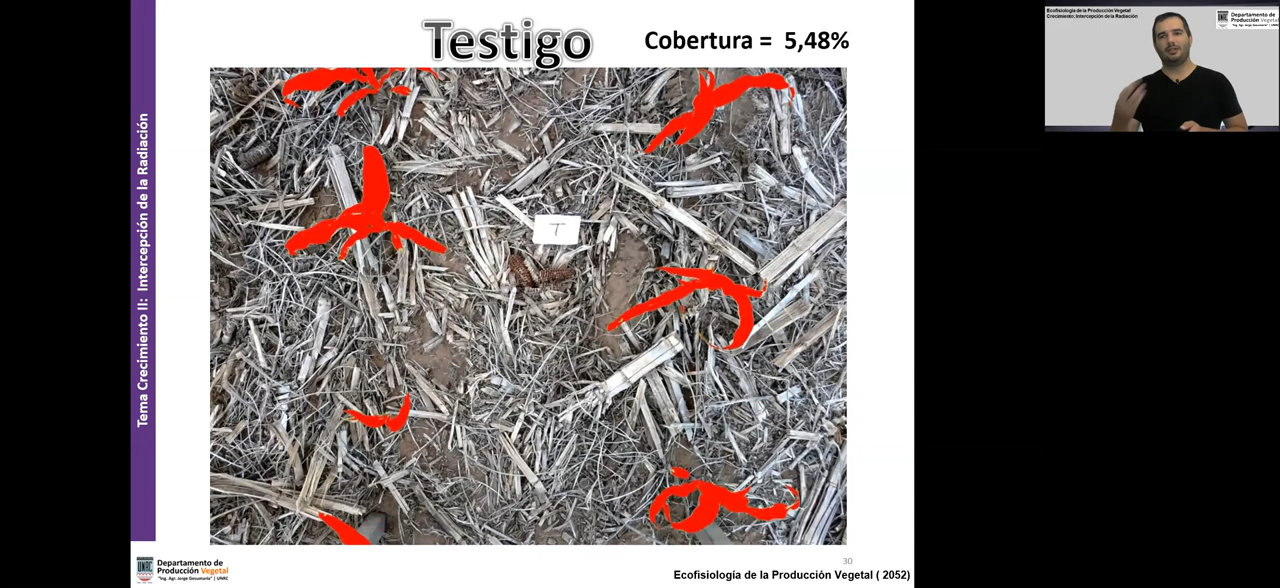 Testigo
Cobertura = 5,48%
Tema Crecimiento II: Intercepción de la Radiación
T
Departamento de
Producción Vegetal
"Ing. Agr. Jorge Gesumaría" | UNRC
UNRC
30
Ecofisiología de la Producción Vegetal ( 2052)
Ecofisiología de la Producción Vegetal
Crecimiento: Intercepción de la Radiación
Departamento de
Producción Vegetal